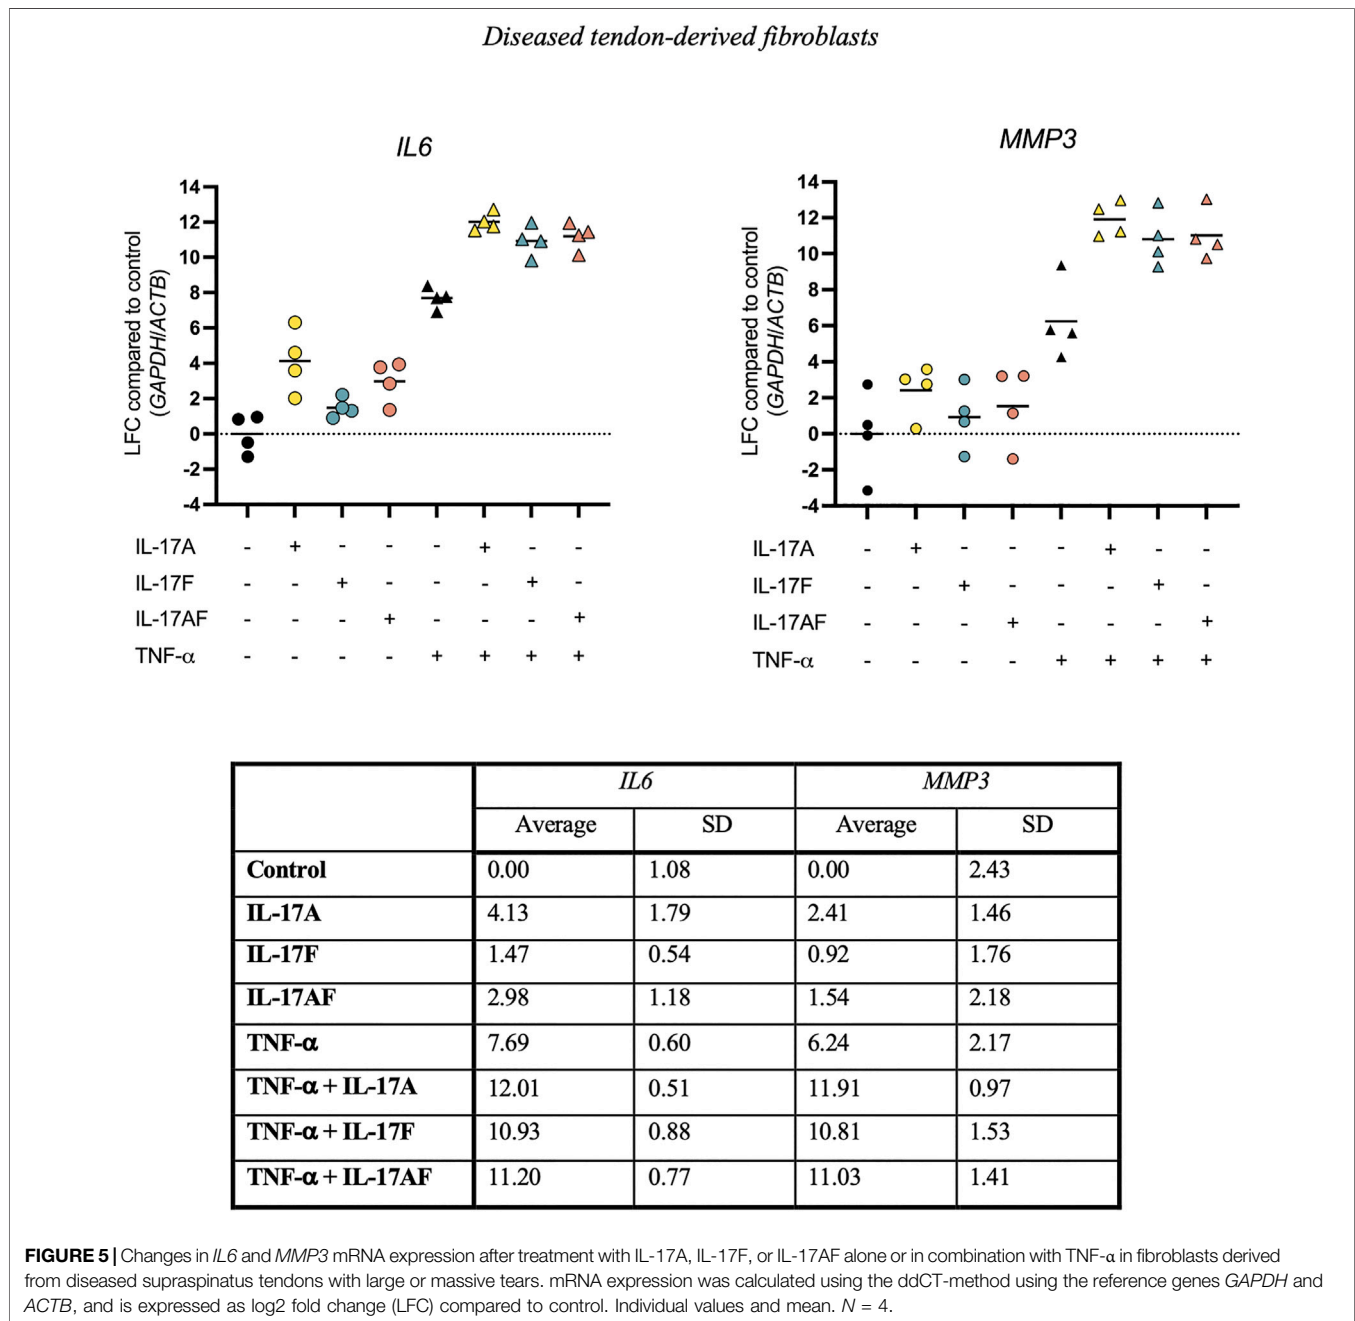 Diseased tendon-derived fibroblasts
IL6
14
12
10
8
6
4
2
0
-2
-4
LFC compared to control
(GAPDH/ACTB)
IL-17A - + - - - + - -
IL-17F - - + - - - + -
IL-17AF - - - + - - - +
TNF-α - - - - + + + +
MMP3
14
12
10
8
6
4
2
0
-2
-4
LFC compared to control
(GAPDH/ACTB)
IL-17A - + - - - + - -
IL-17F - - + - - - + -
IL-17AF - - - + - - - +
TNF-α - - - - + + + +
IL6 MMP3
Average SD Average SD
Control 0.00 1.08 0.00 2.43
IL-17A 4.13 1.79 2.41 1.46
IL-17F 1.47 0.54 0.92 1.76
IL-17AF 2.98 1.18 1.54 2.18
TNF-α 7.69 0.60 6.24 2.17
TNF-α + IL-17A 12.01 0.51 11.91 0.97
TNF-α + IL-17F 10.93 0.88 10.81 1.53
TNF-α + IL-17AF 11.20 0.77 11.03 1.41
FIGURE 5 | Changes in IL6 and MMP3 mRNA expression after treatment with IL-17A, IL-17F, or IL-17AF alone or in combination with TNF-α in fibroblasts derived
from diseased supraspinatus tendons with large or massive tears. mRNA expression was calculated using the ddCT-method using the reference genes GAPDH and
ACTB, and is expressed as log2 fold change (LFC) compared to control. Individual values and mean. N = 4.